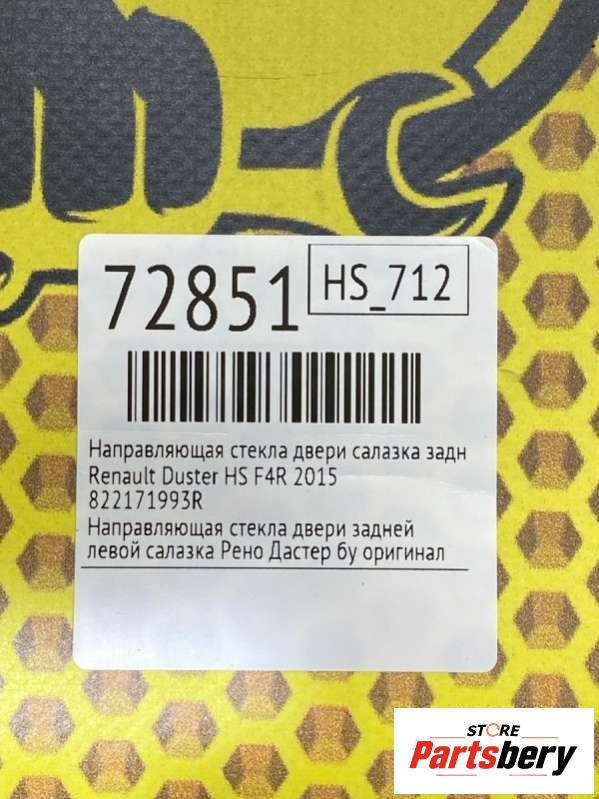 72851
HS_712
Направляющая стекла двери салазка задн
Renault Duster HS F4R 2015
822171993R
Направляющая стекла двери задней
левой салазка Рено Дастер бу оригинал
STORE
Partsbery